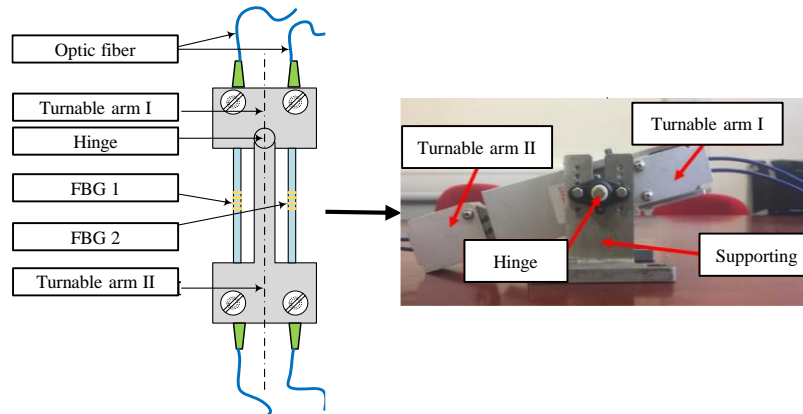 Optic fiber
Turnable arm I
Hinge
FBG 1
FBG 2
Turnable arm II
Turnable arm II
Turnable arm I
Hinge
Supporting